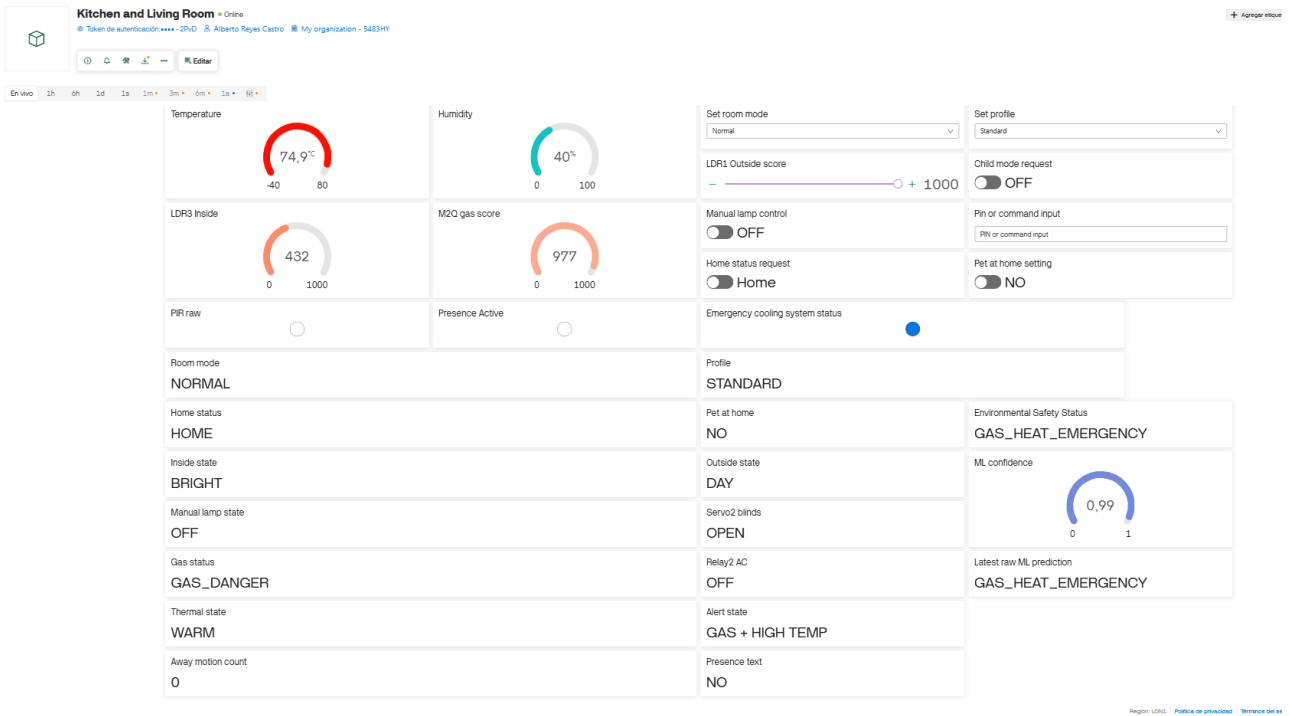 Kitchen and Living Room • Online
Token de autenticación:•••• - 2PvD Alberto Reyes Castro My organization - 5483HY
+ Agregar etique
Editar
En vivo 1h 6h 1d 1s 1m • 3m • 6m • 1a •
Temperature
74,9°C
-40 80
Humidity
40%
0 100
Set room mode
Normal
Set profile
Standard
LDR1 Outside score
− + 1000
Child mode request
OFF
LDR3 Inside
432
0 1000
M2Q gas score
977
0 1000
Manual lamp control
OFF
Pin or command input
PIN or command input
Home status request
Home
Pet at home setting
NO
PIR raw
Presence Active
Emergency cooling system status
Room mode
NORMAL
Profile
STANDARD
Home status
HOME
Pet at home
NO
Environmental Safety Status
GAS_HEAT_EMERGENCY
Inside state
BRIGHT
Outside state
DAY
ML confidence
0,99
0 1
Manual lamp state
OFF
Servo2 blinds
OPEN
Gas status
GAS_DANGER
Relay2 AC
OFF
Latest raw ML prediction
GAS_HEAT_EMERGENCY
Thermal state
WARM
Alert state
GAS + HIGH TEMP
Away motion count
0
Presence text
NO
Región: LON1 Política de privacidad Términos del se